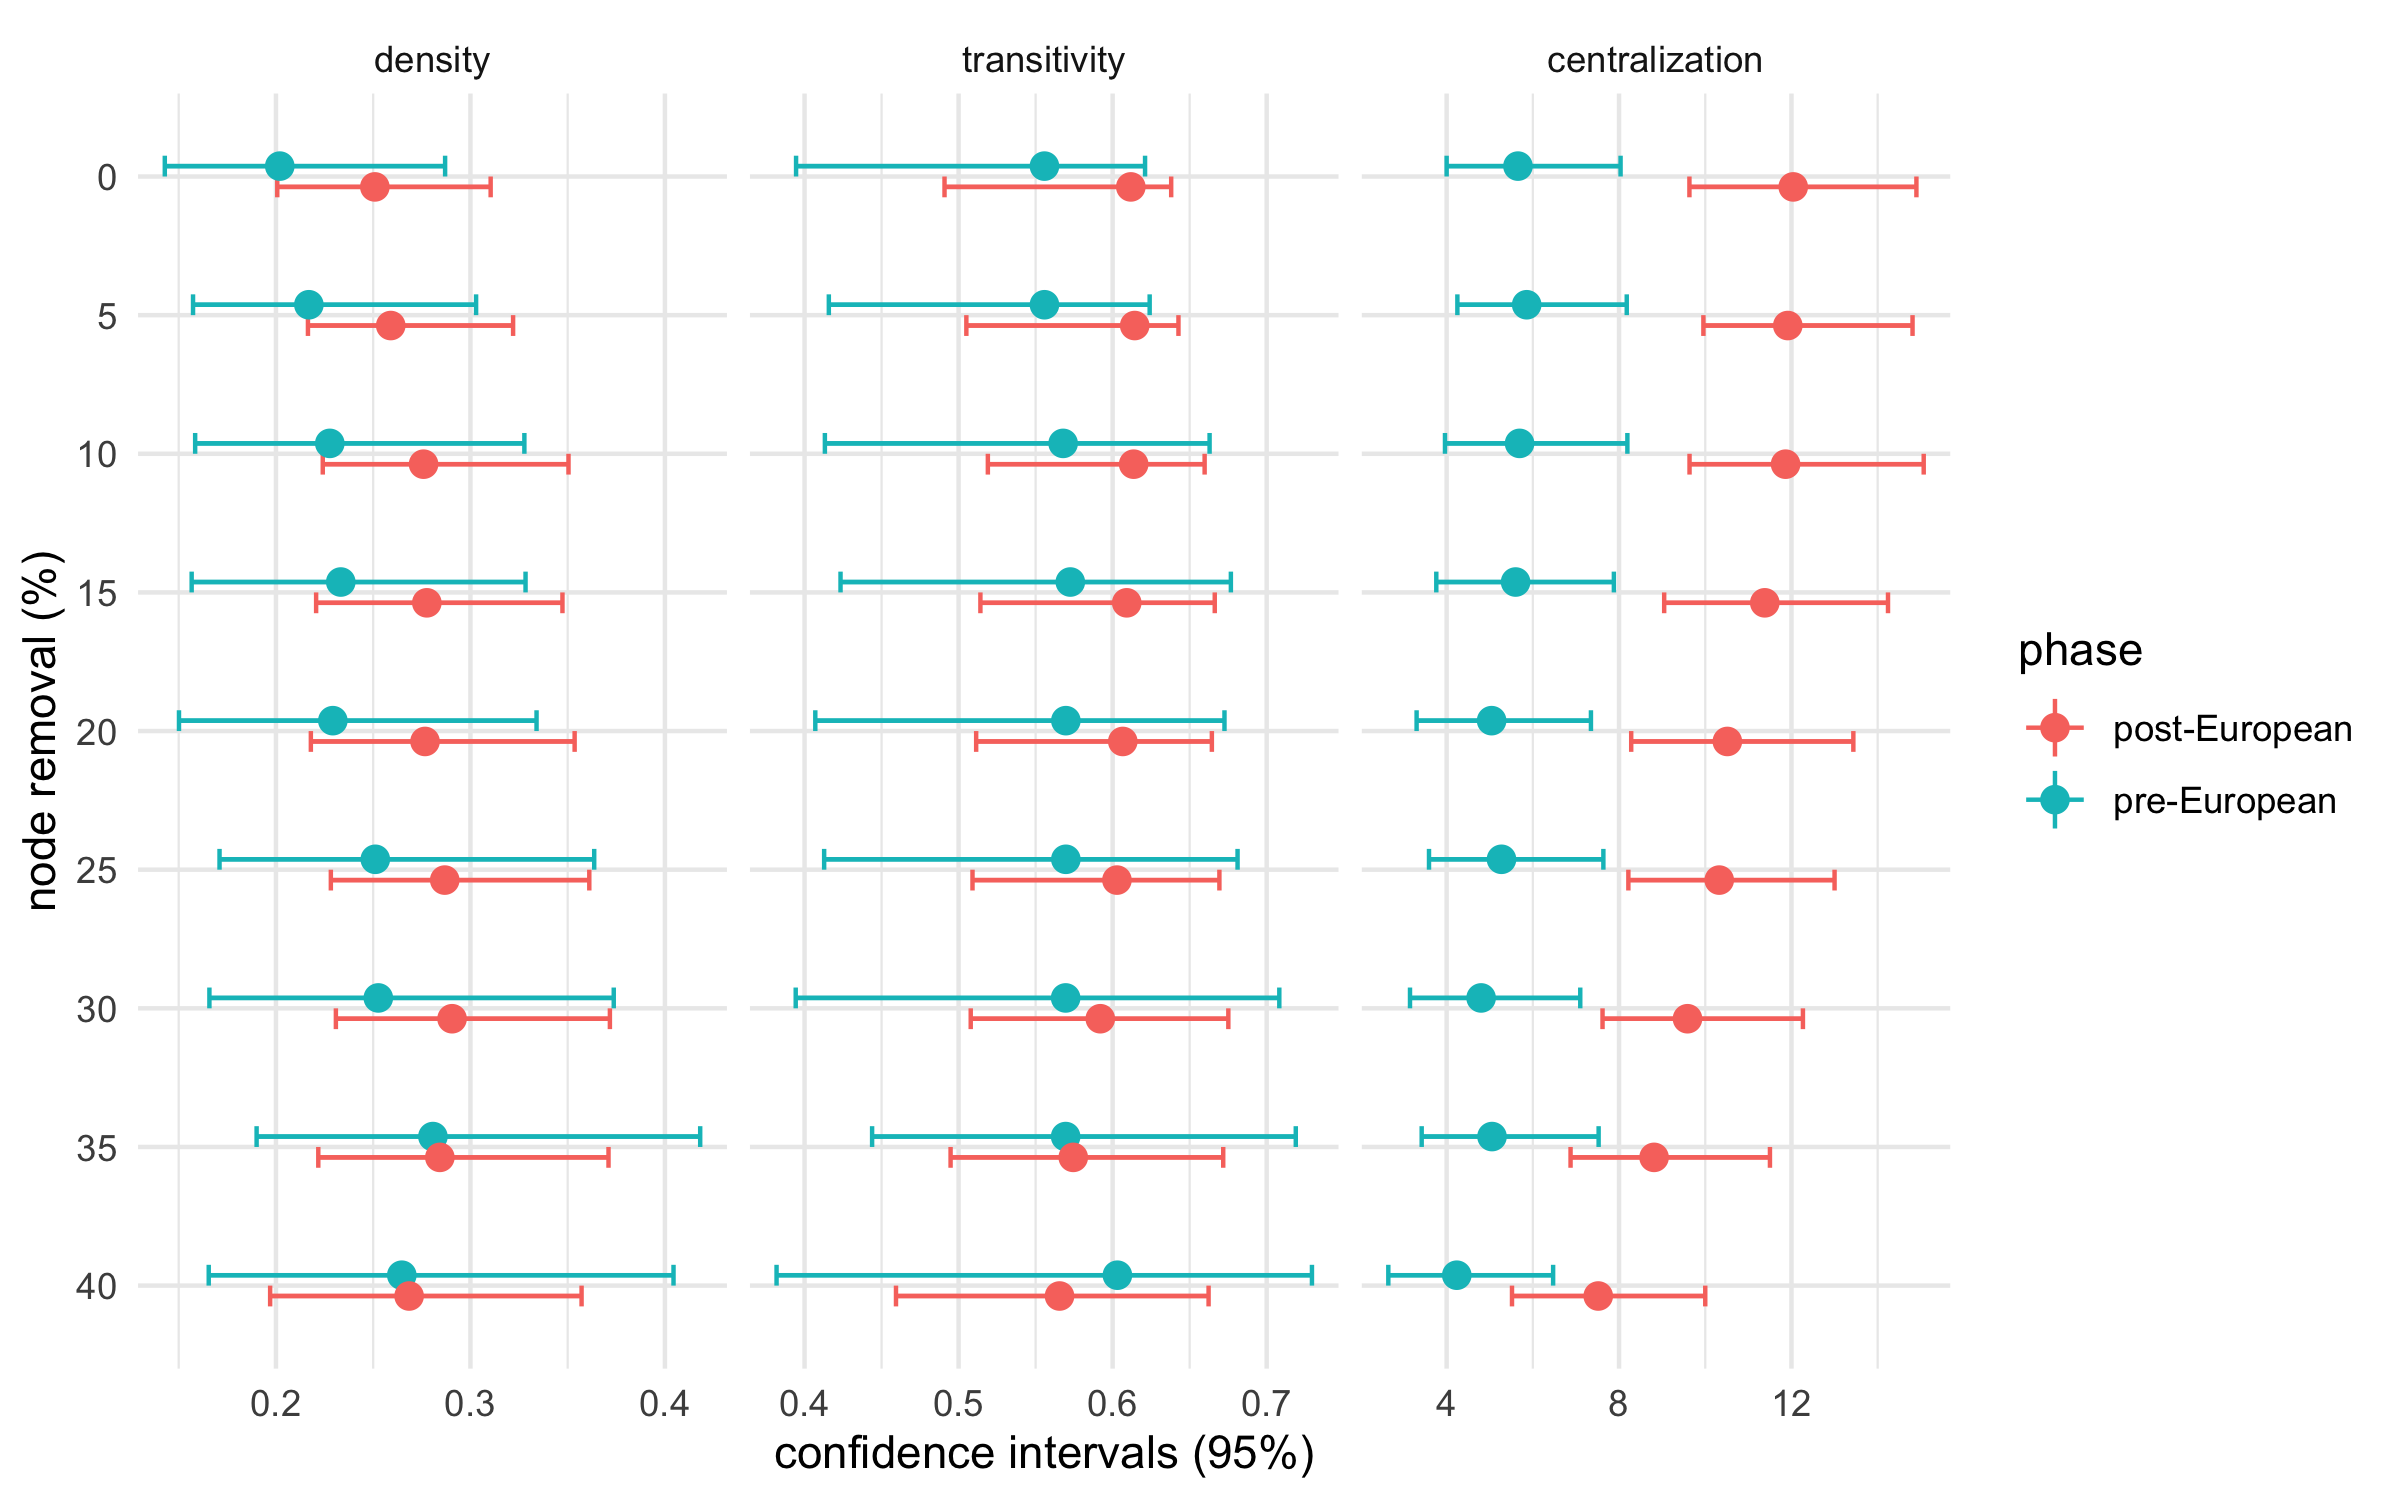 density
transitivity
centralization
node removal (%)
0
5
10
15
20
25
30
35
40
0.2
0.3
0.4
0.4
0.5
0.6
0.7
4
8
12
confidence intervals (95%)
phase
post-European
pre-European